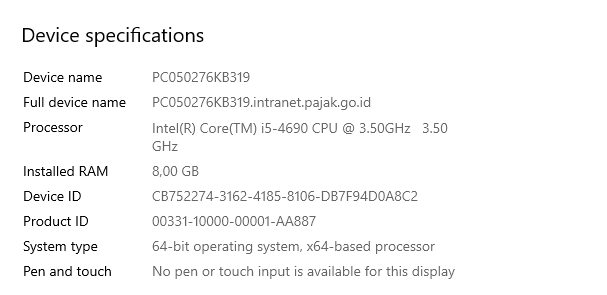 Device specifications
Device name PC050276KB319
Full device name PC050276KB319.intranet.pajak.go.id
Processor Intel(R) Core(TM) i5-4690 CPU @ 3.50GHz 3.50
GHz
Installed RAM 8,00 GB
Device ID CB752274-3162-4185-8106-DB7F94D0A8C2
Product ID 00331-10000-00001-AA887
System type 64-bit operating system, x64-based processor
Pen and touch No pen or touch input is available for this display